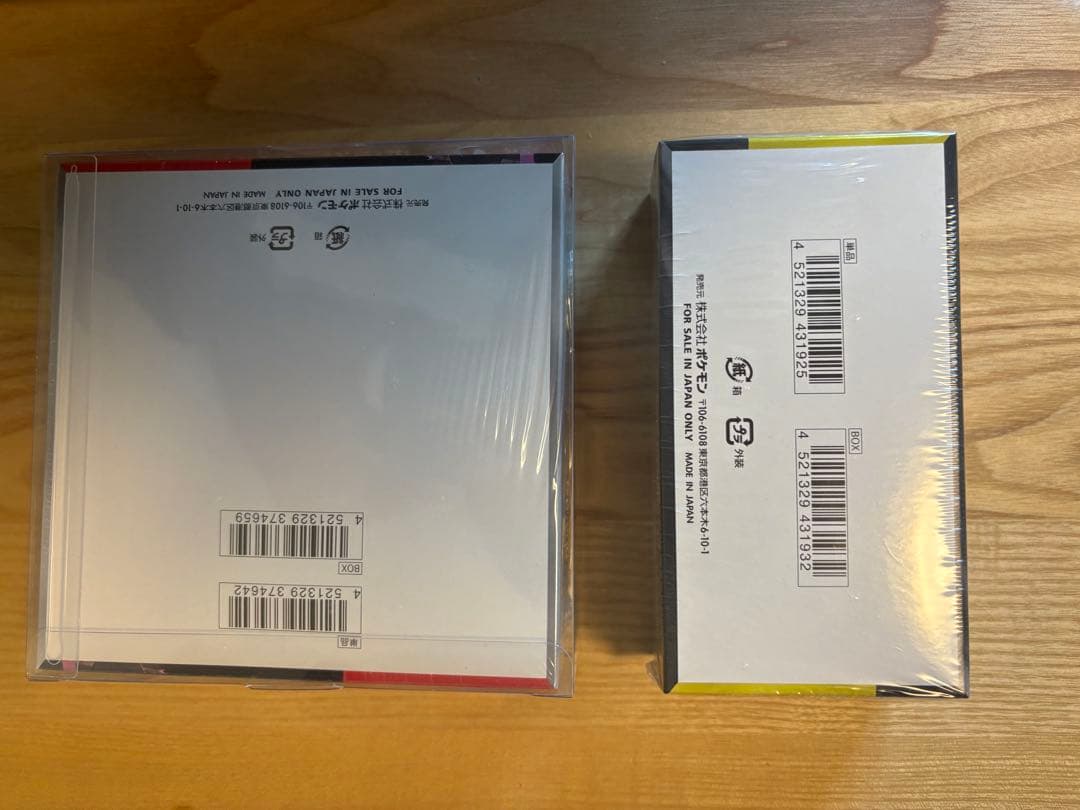 FOR SALE IN JAPAN ONLY MADE IN JAPAN
発売元 株式会社 ポケモン 〒106-6108 東京都港区六本木6-10-1
紙 箱
プラ 外装
BOX
4 521329 374659
単品
4 521329 374642
単品
4 521329 431925
BOX
4 521329 431932
発売元 株式会社 ポケモン 〒106-6108 東京都港区六本木6-10-1
FOR SALE IN JAPAN ONLY MADE IN JAPAN
紙 箱
プラ 外装